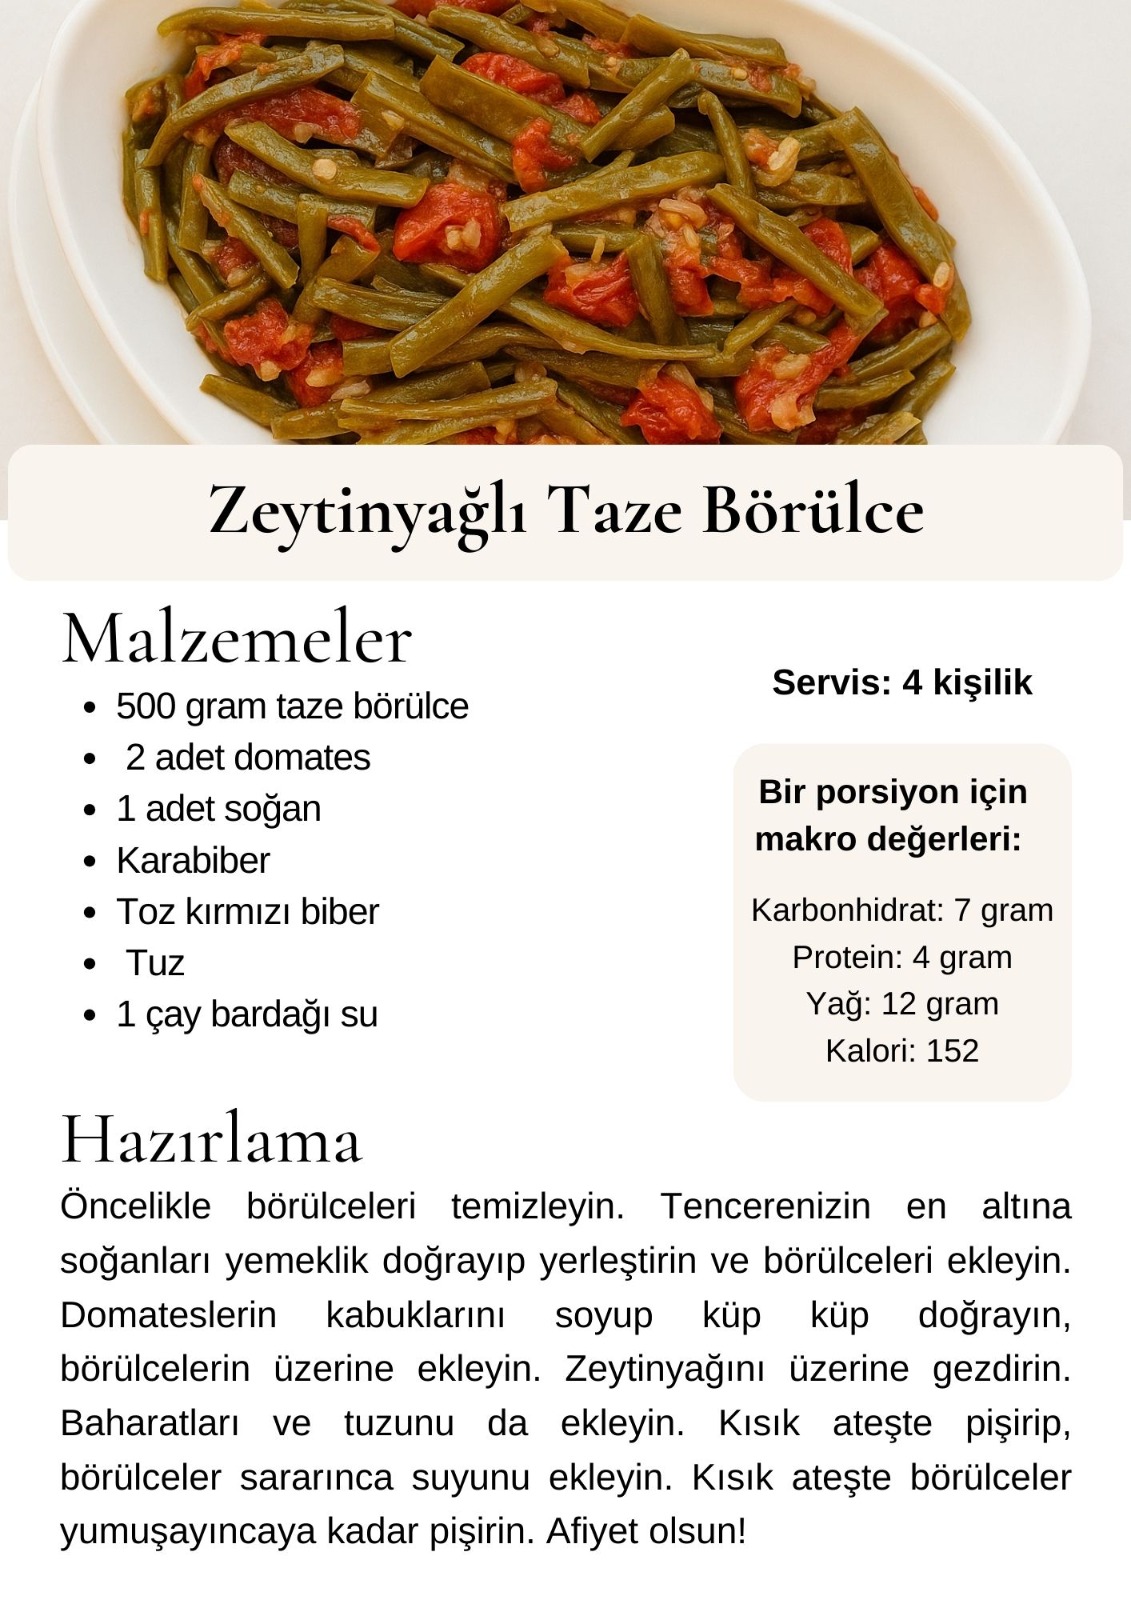 Zeytinyağlı Taze Börülce
Malzemeler
• 500 gram taze börülce
• 2 adet domates
• 1 adet soğan
• Karabiber
• Toz kırmızı biber
• Tuz
• 1 çay bardağı su
Servis: 4 kişilik
Bir porsiyon için
makro değerleri:
Karbonhidrat: 7 gram
Protein: 4 gram
Yağ: 12 gram
Kalori: 152
Hazırlama
Öncelikle börülceleri temizleyin. Tencerenizin en altına
soğanları yemeklik doğrayıp yerleştirin ve börülceleri ekleyin.
Domateslerin kabuklarını soyup küp küp doğrayın,
börülcelerin üzerine ekleyin. Zeytinyağını üzerine gezdirin.
Baharatları ve tuzunu da ekleyin. Kısık ateşte pişirip,
börülceler sararınca suyunu ekleyin. Kısık ateşte börülceler
yumuşayıncaya kadar pişirin. Afiyet olsun!